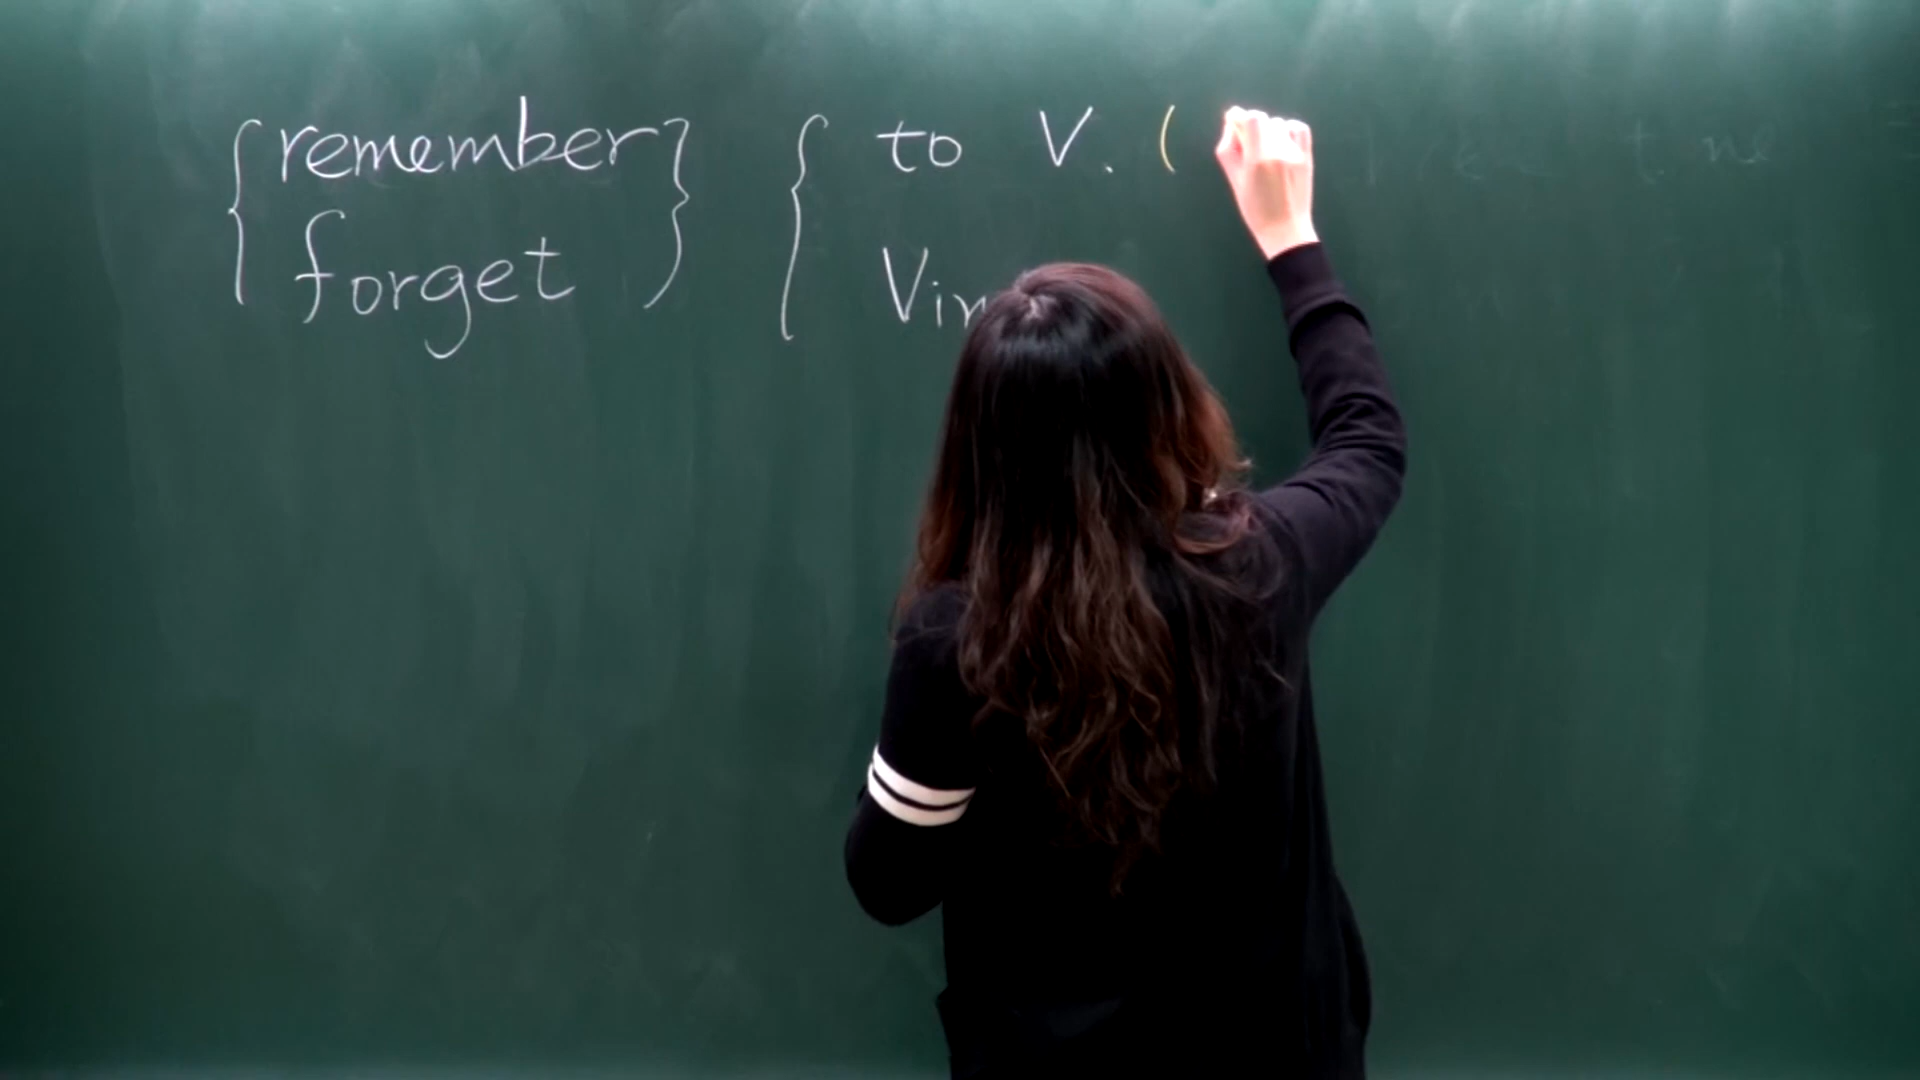 {remember} { to V. (
{forget} Vin